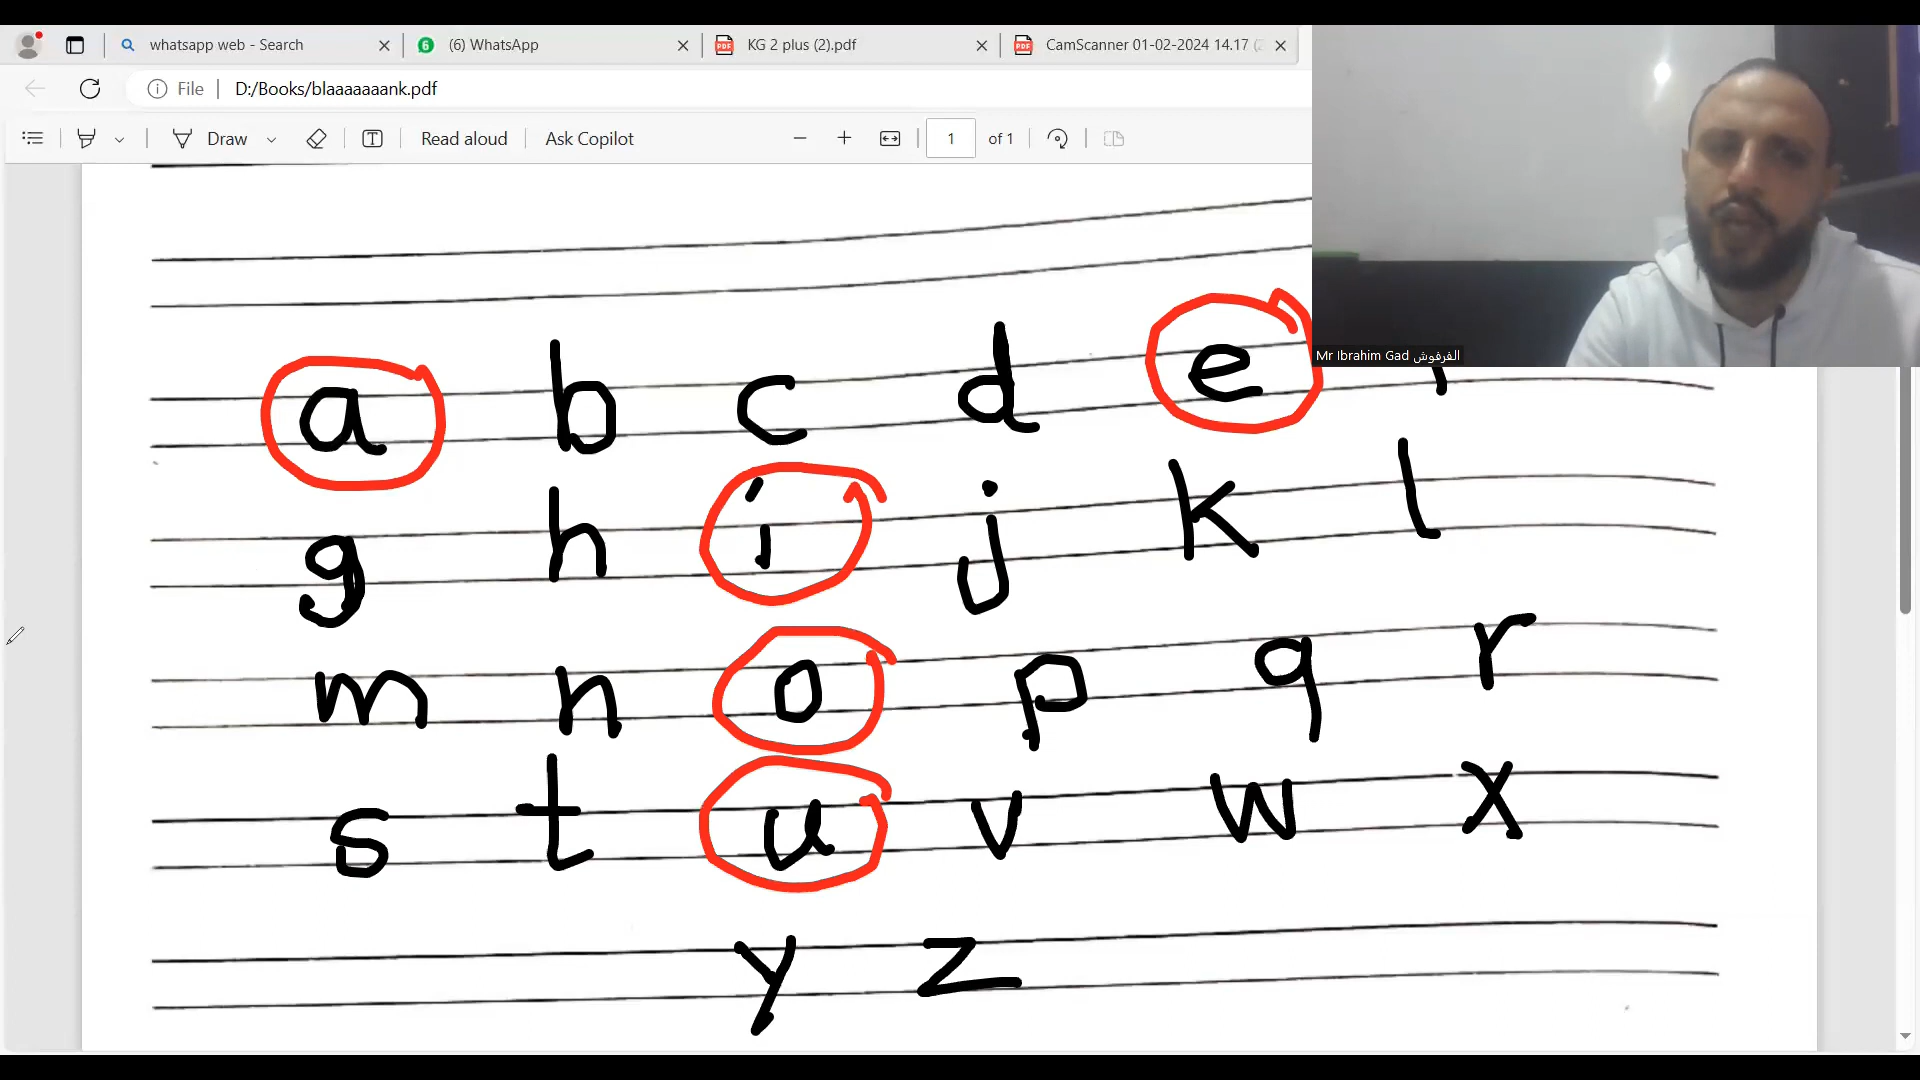 whatsapp web - Search
6 (6) WhatsApp
KG 2 plus (2).pdf
CamScanner 01-02-2024 14.17
File D:/Books/blaaaaaaank.pdf
Draw T Read aloud Ask Copilot 1 of 1
Mr Ibrahim Gad الفرفوش
a b c d e
g h i j k l
m n o p q r
s t u v w x
y z